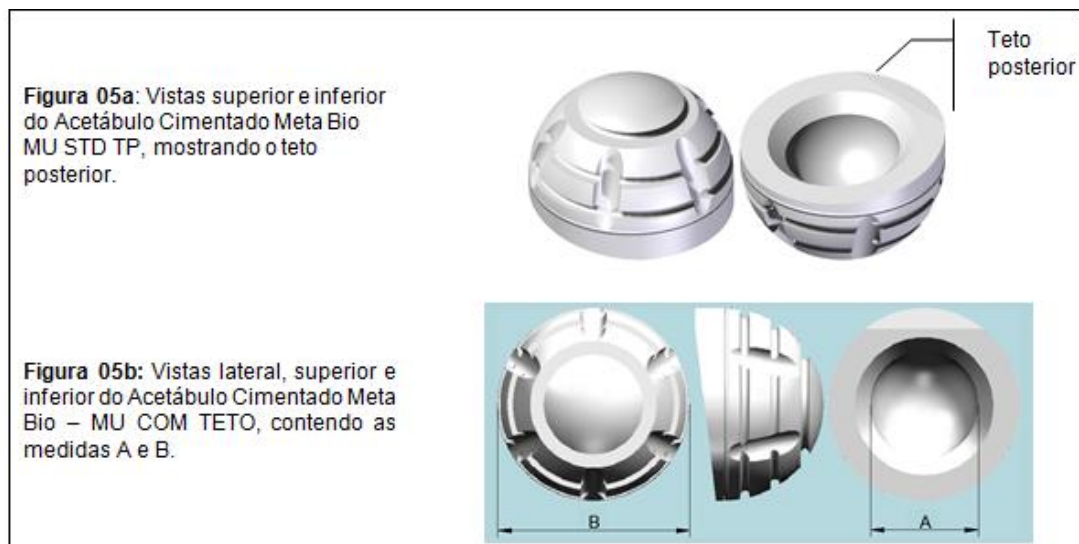 Teto
posterior
Figura 05a: Vistas superior e inferior
do Acetábulo Cimentado Meta Bio
MU STD TP, mostrando o teto
posterior.
Figura 05b: Vistas lateral, superior e
inferior do Acetábulo Cimentado Meta
Bio – MU COM TETO, contendo as
medidas A e B.
B
A